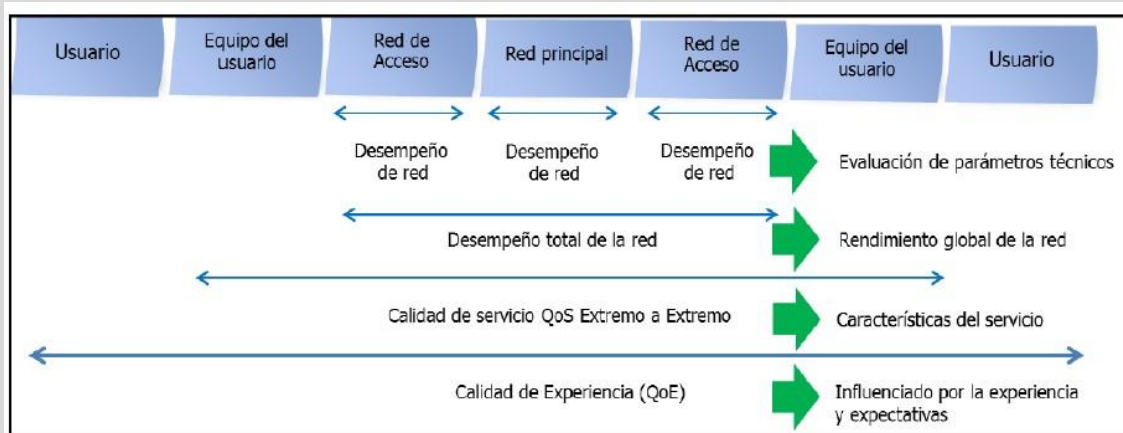 Usuario
Equipo del
usuario
Red de
Acceso
Red principal
Red de
Acceso
Equipo del
usuario
Usuario
Desempeño
de red
Desempeño
de red
Desempeño
de red
Evaluación de parámetros técnicos
Desempeño total de la red
Rendimiento global de la red
Calidad de servicio QoS Extremo a Extremo
Características del servicio
Calidad de Experiencia (QoE)
Influenciado por la experiencia
y expectativas